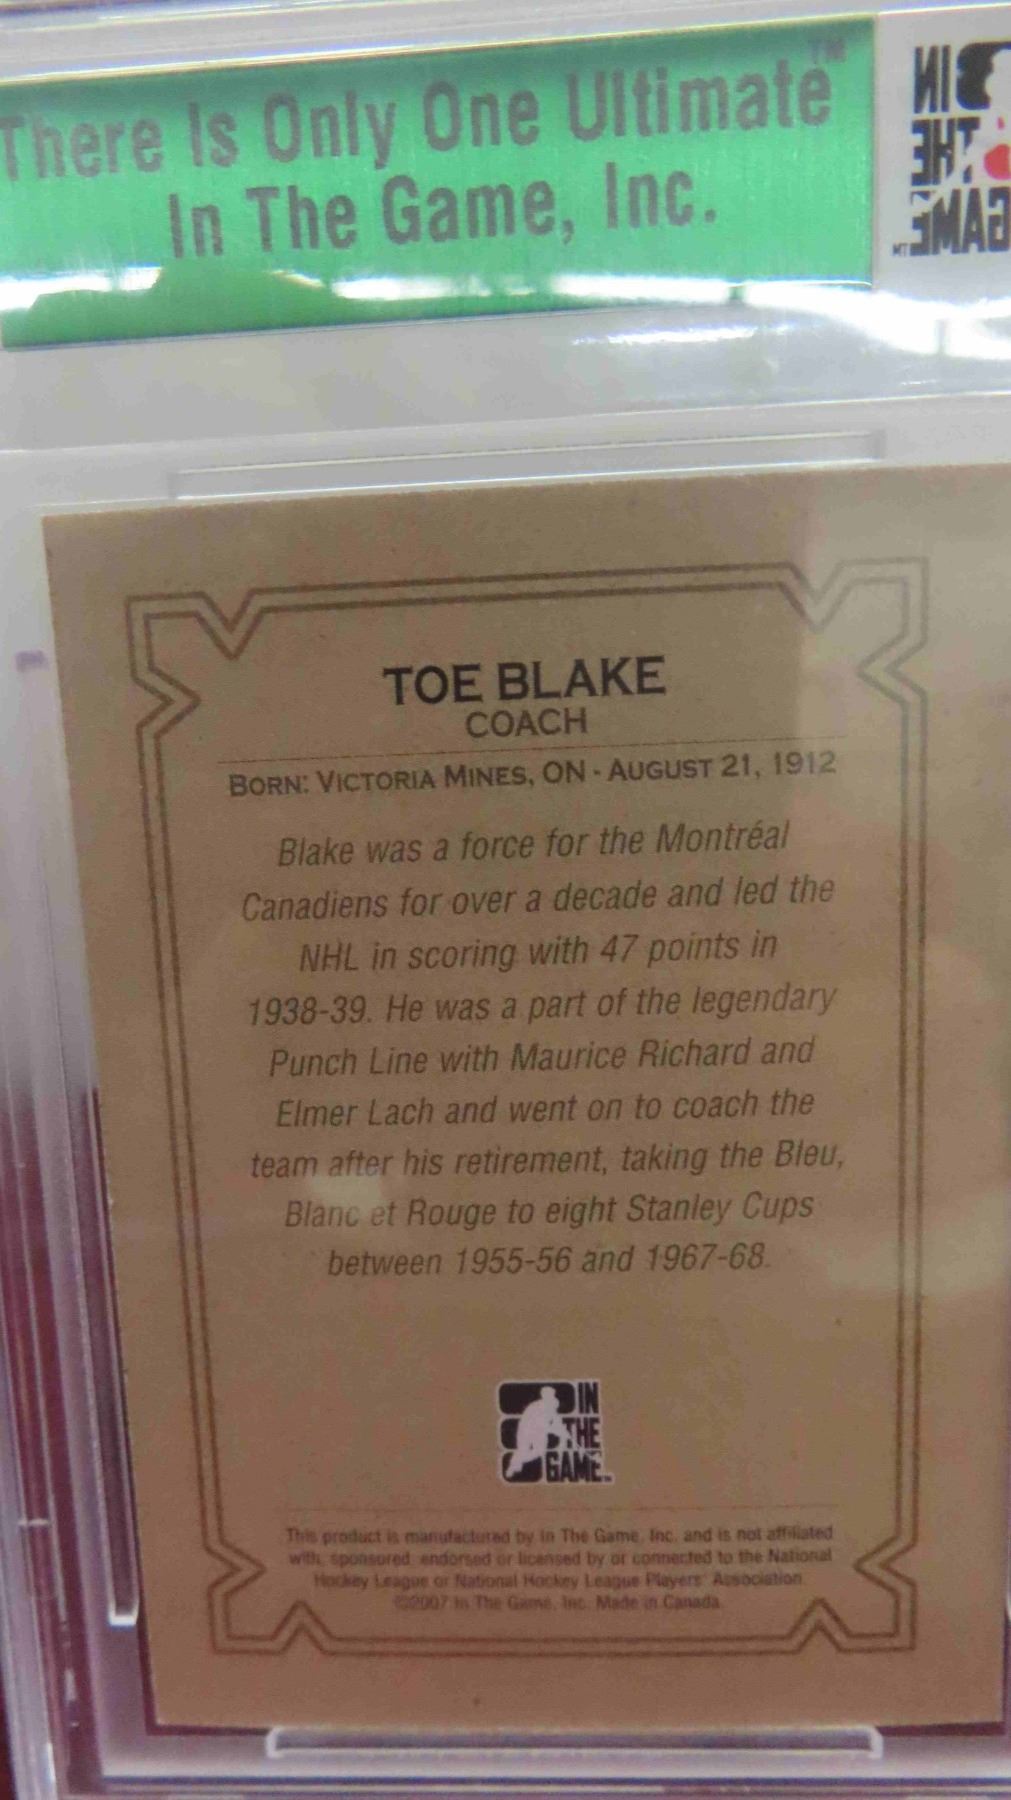 There Is Only One Ultimate™
In The Game, Inc.
IN
THE
GAME™
TOE BLAKE
COACH
BORN: VICTORIA MINES, ON - AUGUST 21, 1912
Blake was a force for the Montréal
Canadiens for over a decade and led the
NHL in scoring with 47 points in
1938-39. He was a part of the legendary
Punch Line with Maurice Richard and
Elmer Lach and went on to coach the
team after his retirement, taking the Bleu,
Blanc et Rouge to eight Stanley Cups
between 1955-56 and 1967-68.
IN
THE
GAME™
This product is manufactured by In The Game, Inc. and is not affiliated
with, sponsored, endorsed or licensed by or connected to the National
Hockey League or National Hockey League Players' Association.
©2007 In The Game, Inc. Made in Canada.